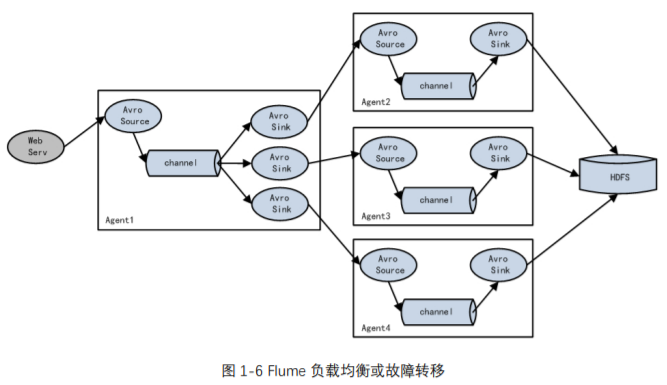 Web
Serv
Avro
Source
channel
Avro
Sink
Avro
Sink
Avro
Sink
Agent1
Avro
Source
channel
Avro
Sink
Agent2
Avro
Source
channel
Avro
Sink
Agent3
Avro
Source
channel
Avro
Sink
Agent4
HDFS
图 1-6 Flume 负载均衡或故障转移